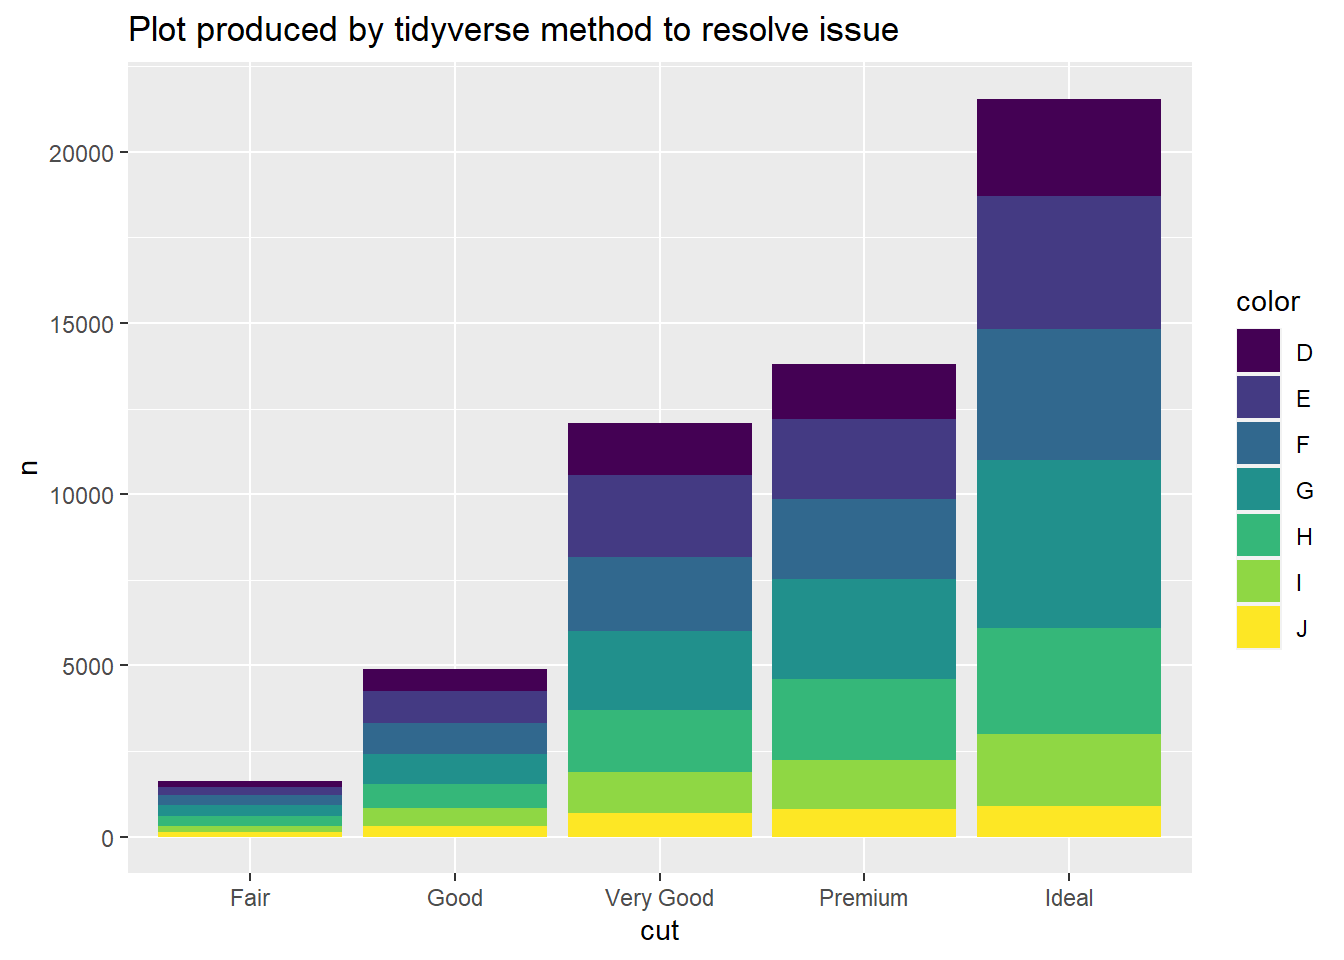 Plot produced by tidyverse method to resolve issue
20000
15000
10000
5000
0
n
Fair Good Very Good Premium Ideal
cut
color
D
E
F
G
H
I
J